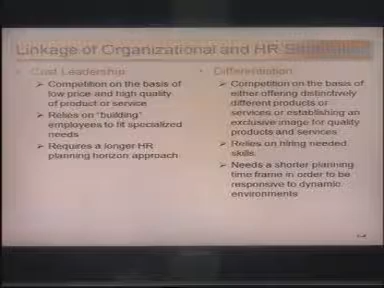 Linkage of Organizational and HR
Cost Leadership
Competition on the basis of
low price and high quality
of product or service
Relies on "building"
employees to fit specialized
needs
Requires a longer HR
planning horizon approach
Differentiation
Competition on the basis of
either offering distinctively
different products or
services or establishing an
exclusive image for quality
products and services
Relies on hiring needed
skills
Needs a shorter planning
time frame in order to be
responsive to dynamic
environments